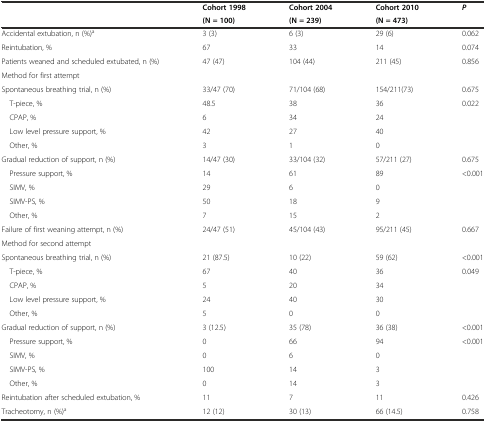 Cohort 1998 Cohort 2004 Cohort 2010 P
(N = 100) (N = 239) (N = 473)
Accidental extubation, n (%)a 3 (3) 6 (3) 29 (6) 0.062
Reintubation, % 67 33 14 0.074
Patients weaned and scheduled extubated, n (%) 47 (47) 104 (44) 211 (45) 0.856
Method for first attempt
Spontaneous breathing trial, n (%) 33/47 (70) 71/104 (68) 154/211(73) 0.675
T-piece, % 48.5 38 36 0.022
CPAP, % 6 34 24
Low level pressure support, % 42 27 40
Other, % 3 1 0
Gradual reduction of support, n (%) 14/47 (30) 33/104 (32) 57/211 (27) 0.675
Pressure support, % 14 61 89 <0.001
SIMV, % 29 6 0
SIMV-PS, % 50 18 9
Other, % 7 15 2
Failure of first weaning attempt, n (%) 24/47 (51) 45/104 (43) 95/211 (45) 0.667
Method for second attempt
Spontaneous breathing trial, n (%) 21 (87.5) 10 (22) 59 (62) <0.001
T-piece, % 67 40 36 0.049
CPAP, % 5 20 34
Low level pressure support, % 24 40 30
Other, % 5 0 0
Gradual reduction of support, n (%) 3 (12.5) 35 (78) 36 (38) <0.001
Pressure support, % 0 66 94 <0.001
SIMV, % 0 6 0
SIMV-PS, % 100 14 3
Other, % 0 14 3
Reintubation after scheduled extubation, % 11 7 11 0.426
Tracheotomy, n (%)a 12 (12) 30 (13) 66 (14.5) 0.758